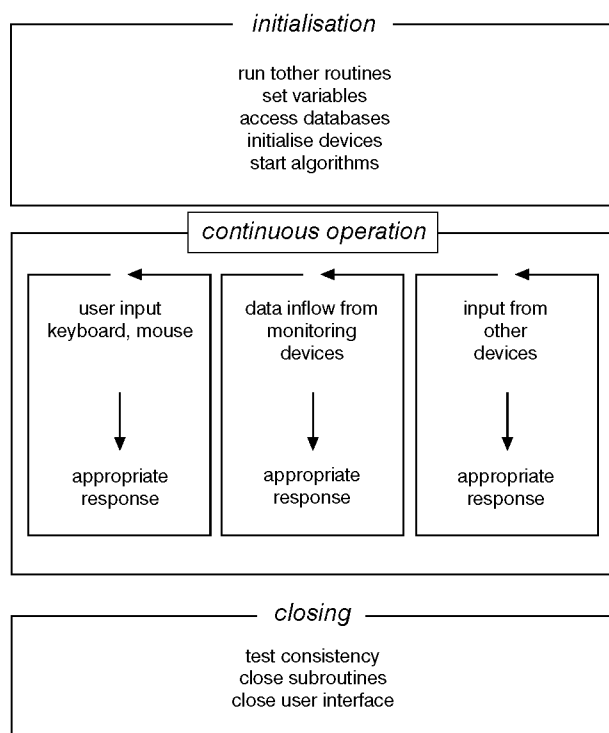 initialisation
run tother routines
set variables
access databases
initialise devices
start algorithms
continuous operation
user input
keyboard, mouse
appropriate
response
data inflow from
monitoring
devices
appropriate
response
input from
other
devices
appropriate
response
closing
test consistency
close subroutines
close user interface